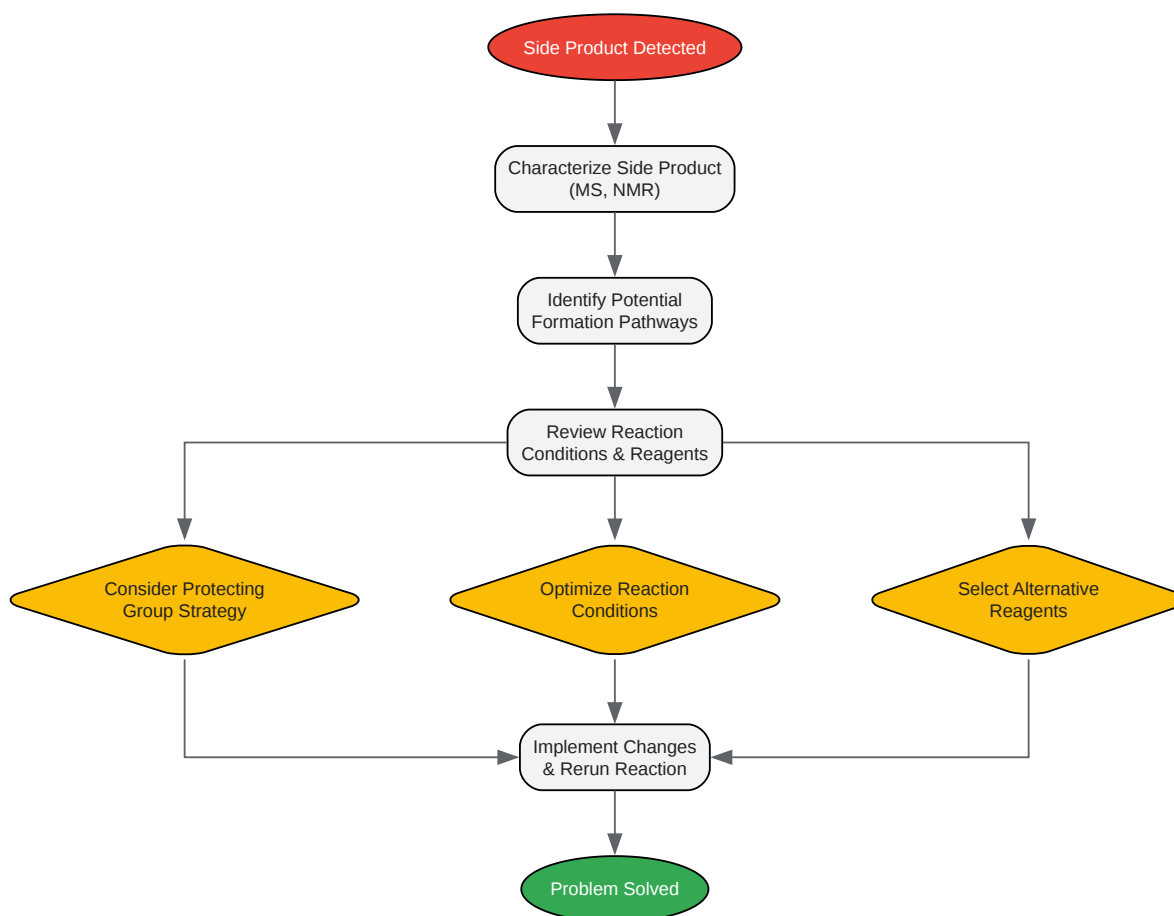 Side Product Detected
Characterize Side Product
(MS, NMR)
Identify Potential
Formation Pathways
Review Reaction
Conditions & Reagents
Consider Protecting
Group Strategy
Optimize Reaction
Conditions
Select Alternative
Reagents
Implement Changes
& Rerun Reaction
Problem Solved